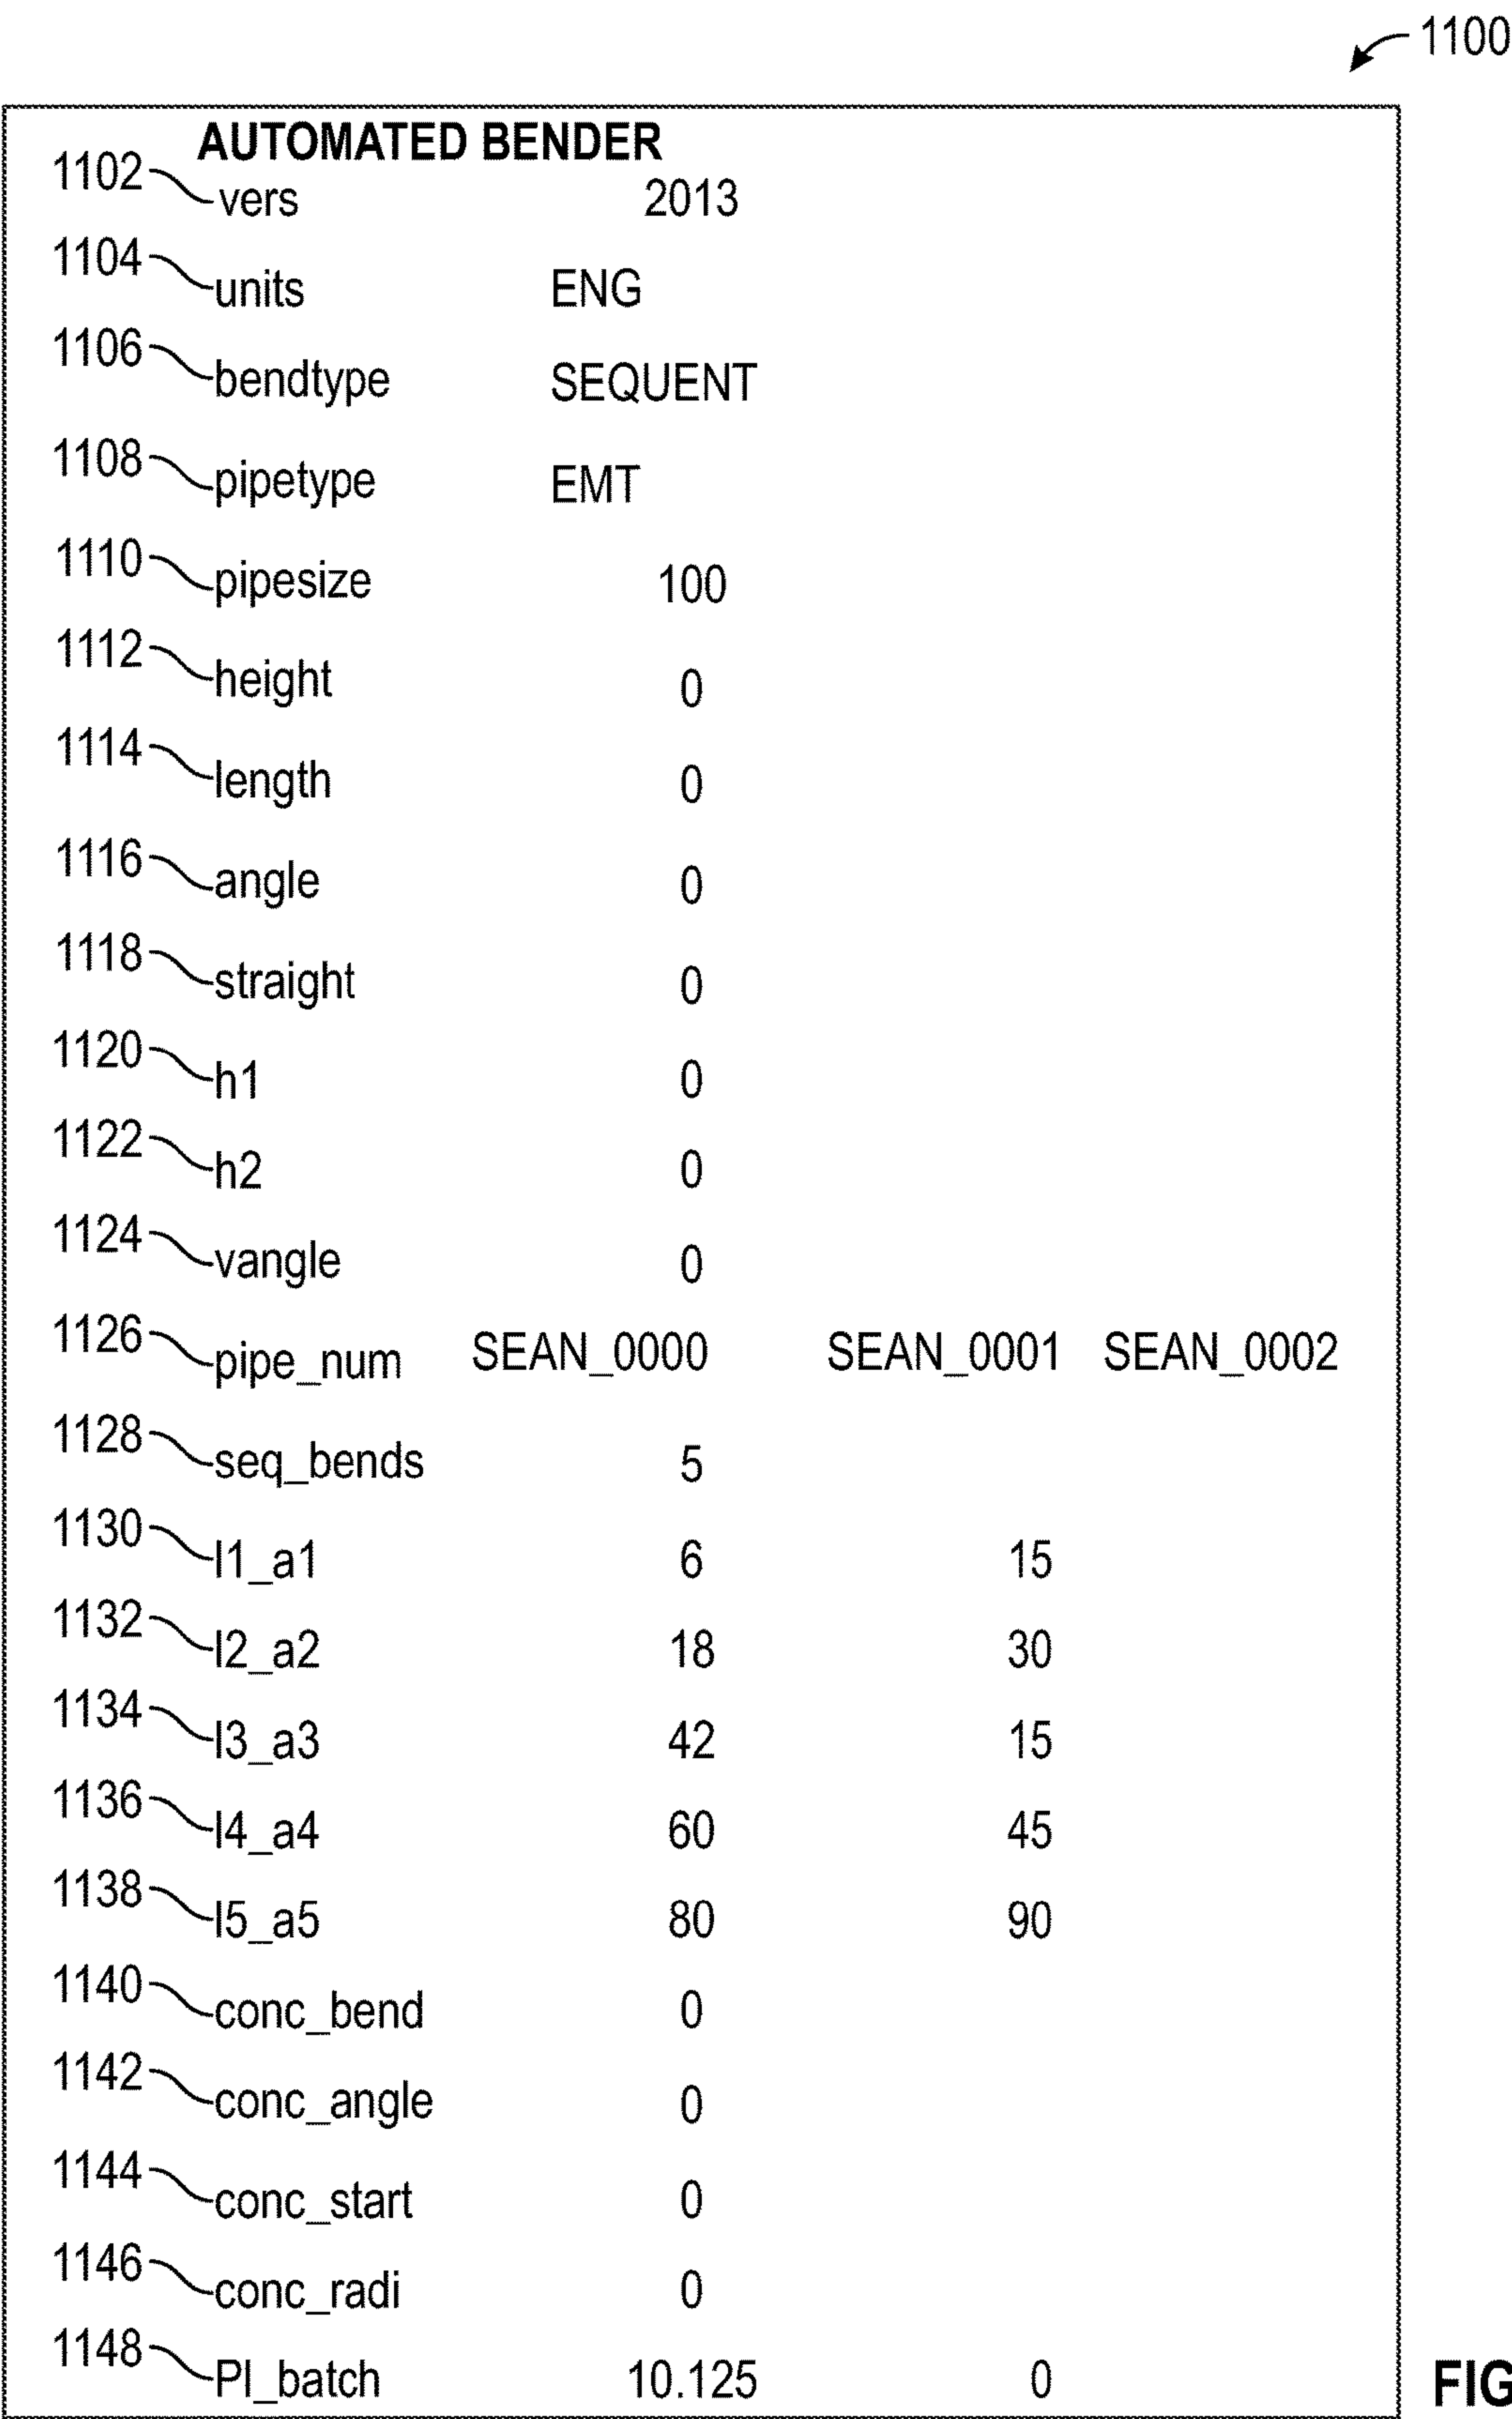 1100
AUTOMATED BENDER
1102 vers 2013
1104 units ENG
1106 bendtype SEQUENT
1108 pipetype EMT
1110 pipesize 100
1112 height 0
1114 length 0
1116 angle 0
1118 straight 0
1120 h1 0
1122 h2 0
1124 vangle 0
1126 pipe_num SEAN_0000 SEAN_0001 SEAN_0002
1128 seq_bends 5
1130 l1_a1 6 15
1132 l2_a2 18 30
1134 l3_a3 42 15
1136 l4_a4 60 45
1138 l5_a5 80 90
1140 conc_bend 0
1142 conc_angle 0
1144 conc_start 0
1146 conc_radi 0
1148 Pl_batch 10.125 0
FIG